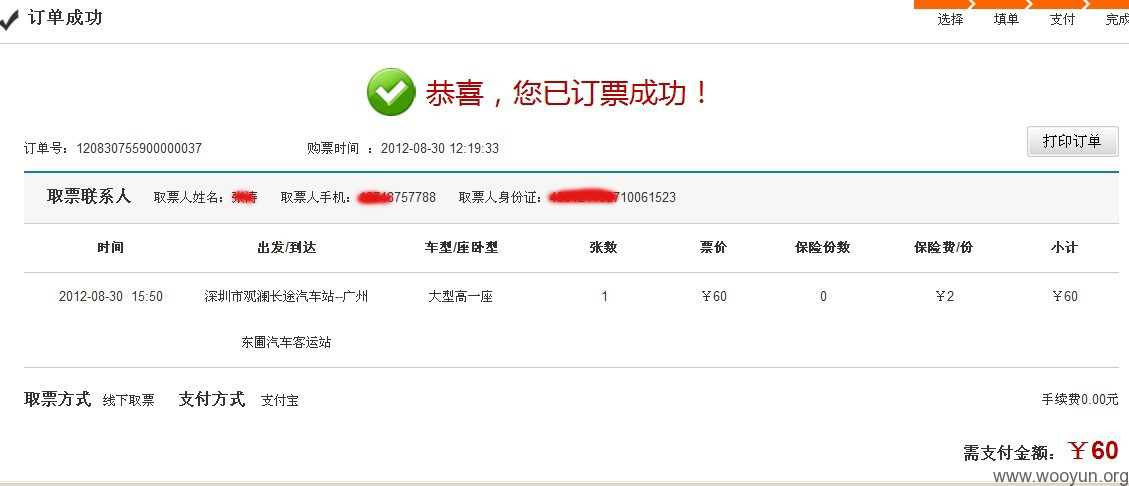 订单成功
选择 填单 支付 完成
恭喜，您已订票成功！
订单号：120830755900000037 购票时间 ：2012-08-30 12:19:33
打印订单
取票联系人 取票人姓名： 取票人手机： 8757788 取票人身份证： 710061523
时间 出发/到达 车型/座卧型 张数 票价 保险份数 保险费/份 小计
2012-08-30 15:50 深圳市观澜长途汽车站--广州 大型高一座 1 ￥60 0 ￥2 ￥60
东圃汽车客运站
取票方式 线下取票 支付方式 支付宝 手续费0.00元
需支付金额：￥60
www.wooyun.org